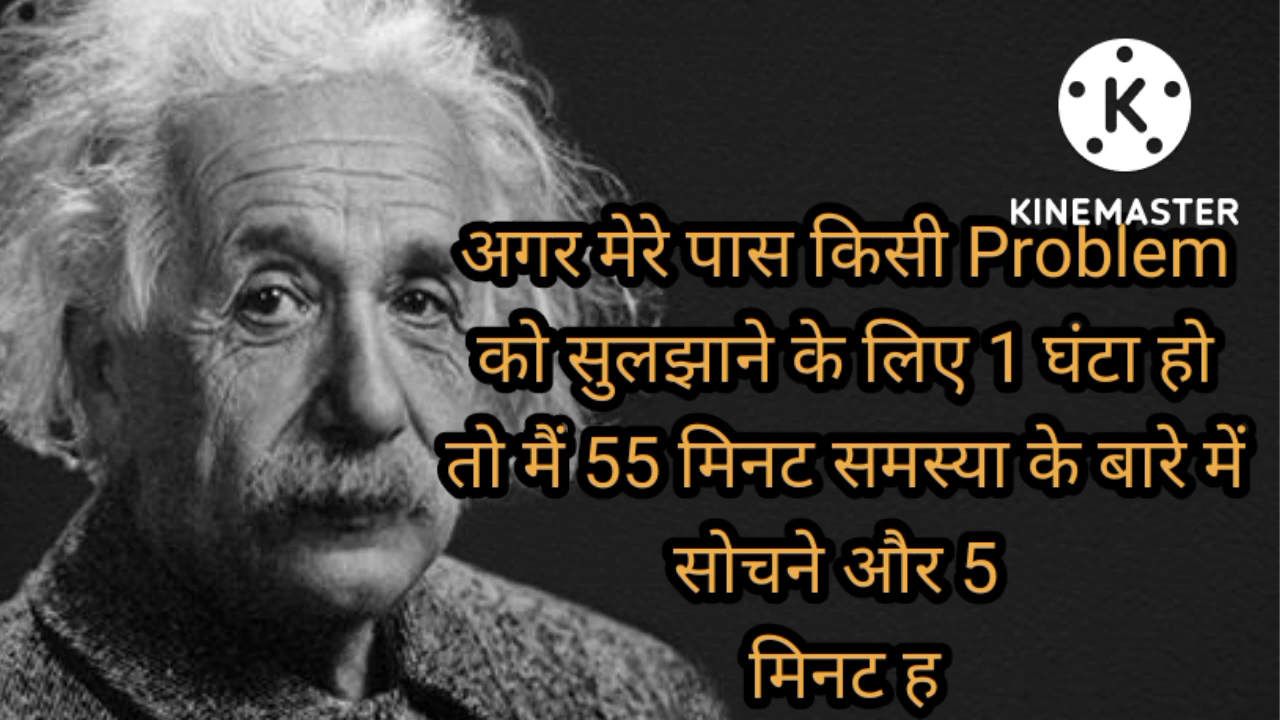 K
KINEMASTER
अगर मेरे पास किसी Problem
को सुलझाने के लिए 1 घंटा हो
तो मैं 55 मिनट समस्या के बारे में
सोचने और 5
मिनट ह